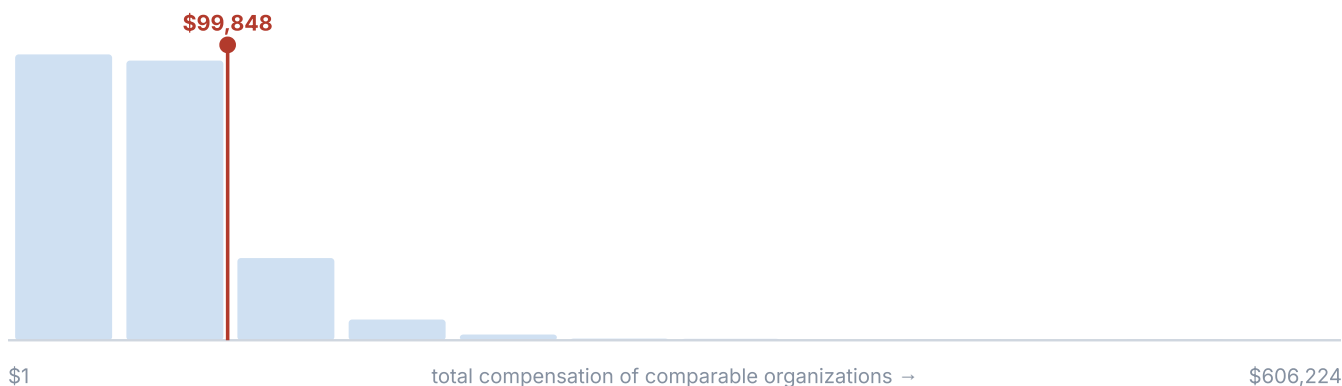 $99,848
$1 total compensation of comparable organizations → $606,224